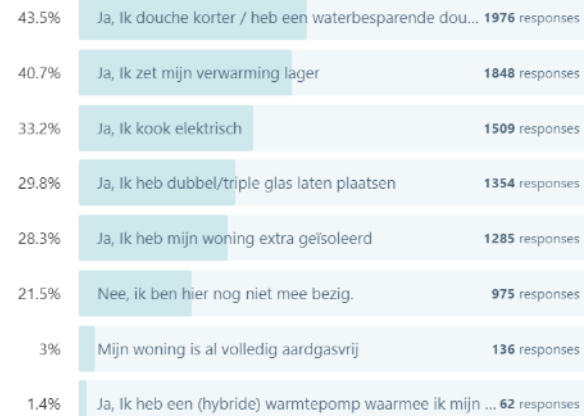 43.5% Ja, Ik douche korter / heb een waterbesparende dou... 1976 responses
40.7% Ja, Ik zet mijn verwarming lager 1848 responses
33.2% Ja, Ik kook elektrisch 1509 responses
29.8% Ja, Ik heb dubbel/triple glas laten plaatsen 1354 responses
28.3% Ja, Ik heb mijn woning extra geïsoleerd 1285 responses
21.5% Nee, ik ben hier nog niet mee bezig. 975 responses
3% Mijn woning is al volledig aardgasvrij 136 responses
1.4% Ja, Ik heb een (hybride) warmtepomp waarmee ik mijn ... 62 responses